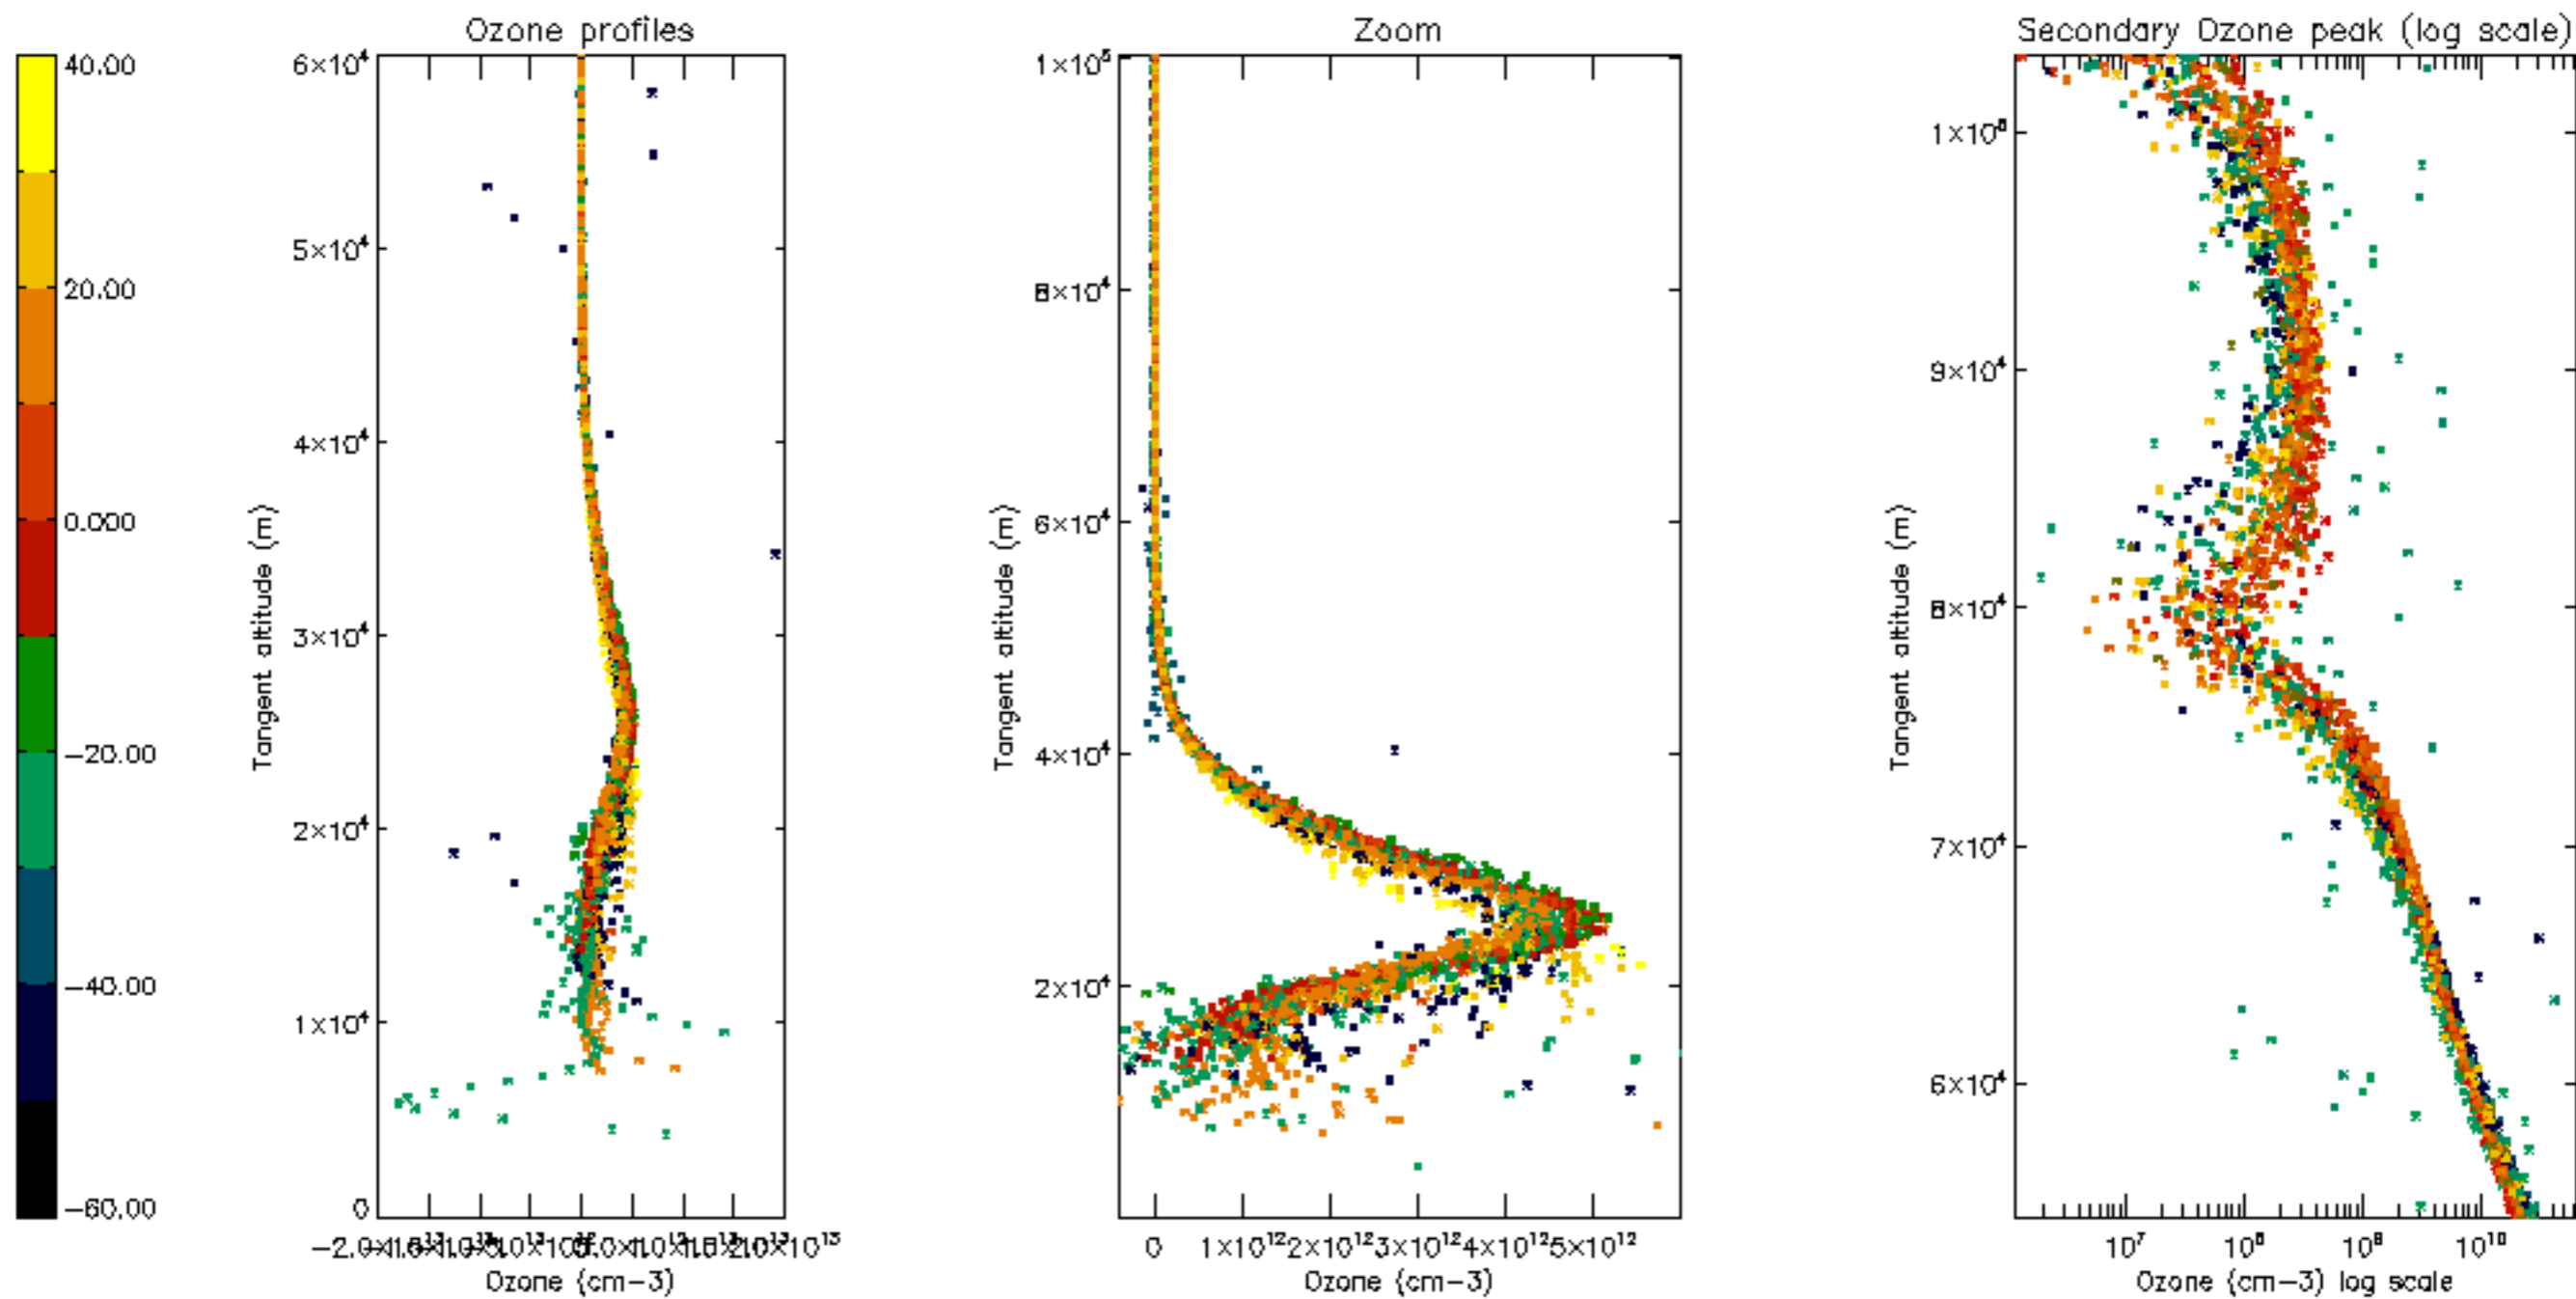 Ozone profiles
Zoom
Secondary Ozone peak (log scale)
40.00
20.00
0.000
−20.00
−40.00
−60.00
6×10⁴
5×10⁴
4×10⁴
3×10⁴
2×10⁴
1×10⁴
0
Tangent altitude (m)
Ozone (cm−3)
1×10⁵
8×10⁴
6×10⁴
4×10⁴
2×10⁴
Tangent altitude (m)
0 1×10¹² 2×10¹² 3×10¹² 4×10¹² 5×10¹²
Ozone (cm−3)
1×10⁵
9×10⁴
8×10⁴
7×10⁴
6×10⁴
Tangent altitude (m)
10⁷ 10⁸ 10⁹ 10¹⁰
Ozone (cm−3) log scale